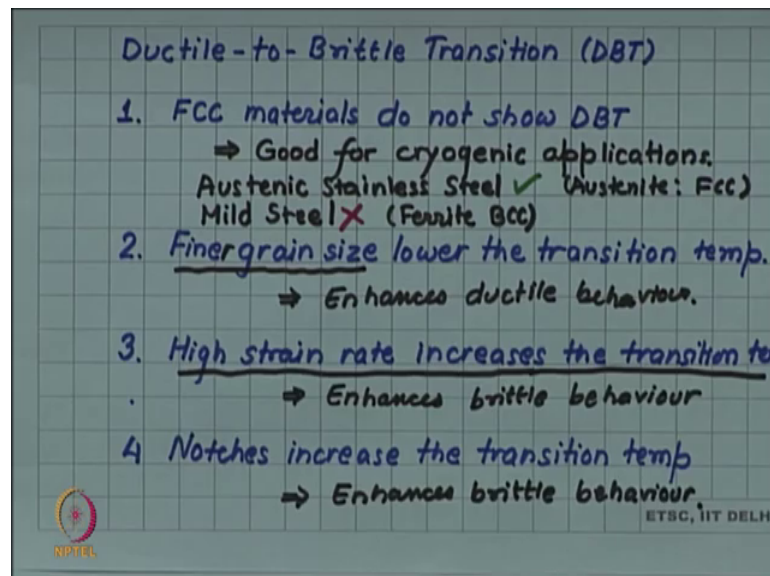 Ductile-to-Brittle Transition (DBT)
1. FCC materials do not show DBT
⇒ Good for cryogenic applications.
Austenic Stainless Steel ✓ (Austenite: FCC)
Mild Steel ✗ (Ferrite BCC)
2. Finer grain size lower the transition temp.
⇒ Enhances ductile behaviour.
3. High strain rate increases the transition te
⇒ Enhances brittle behaviour
4 Notches increase the transition temp
⇒ Enhances brittle behaviour.
ETSC, IIT DELH
NPTEL